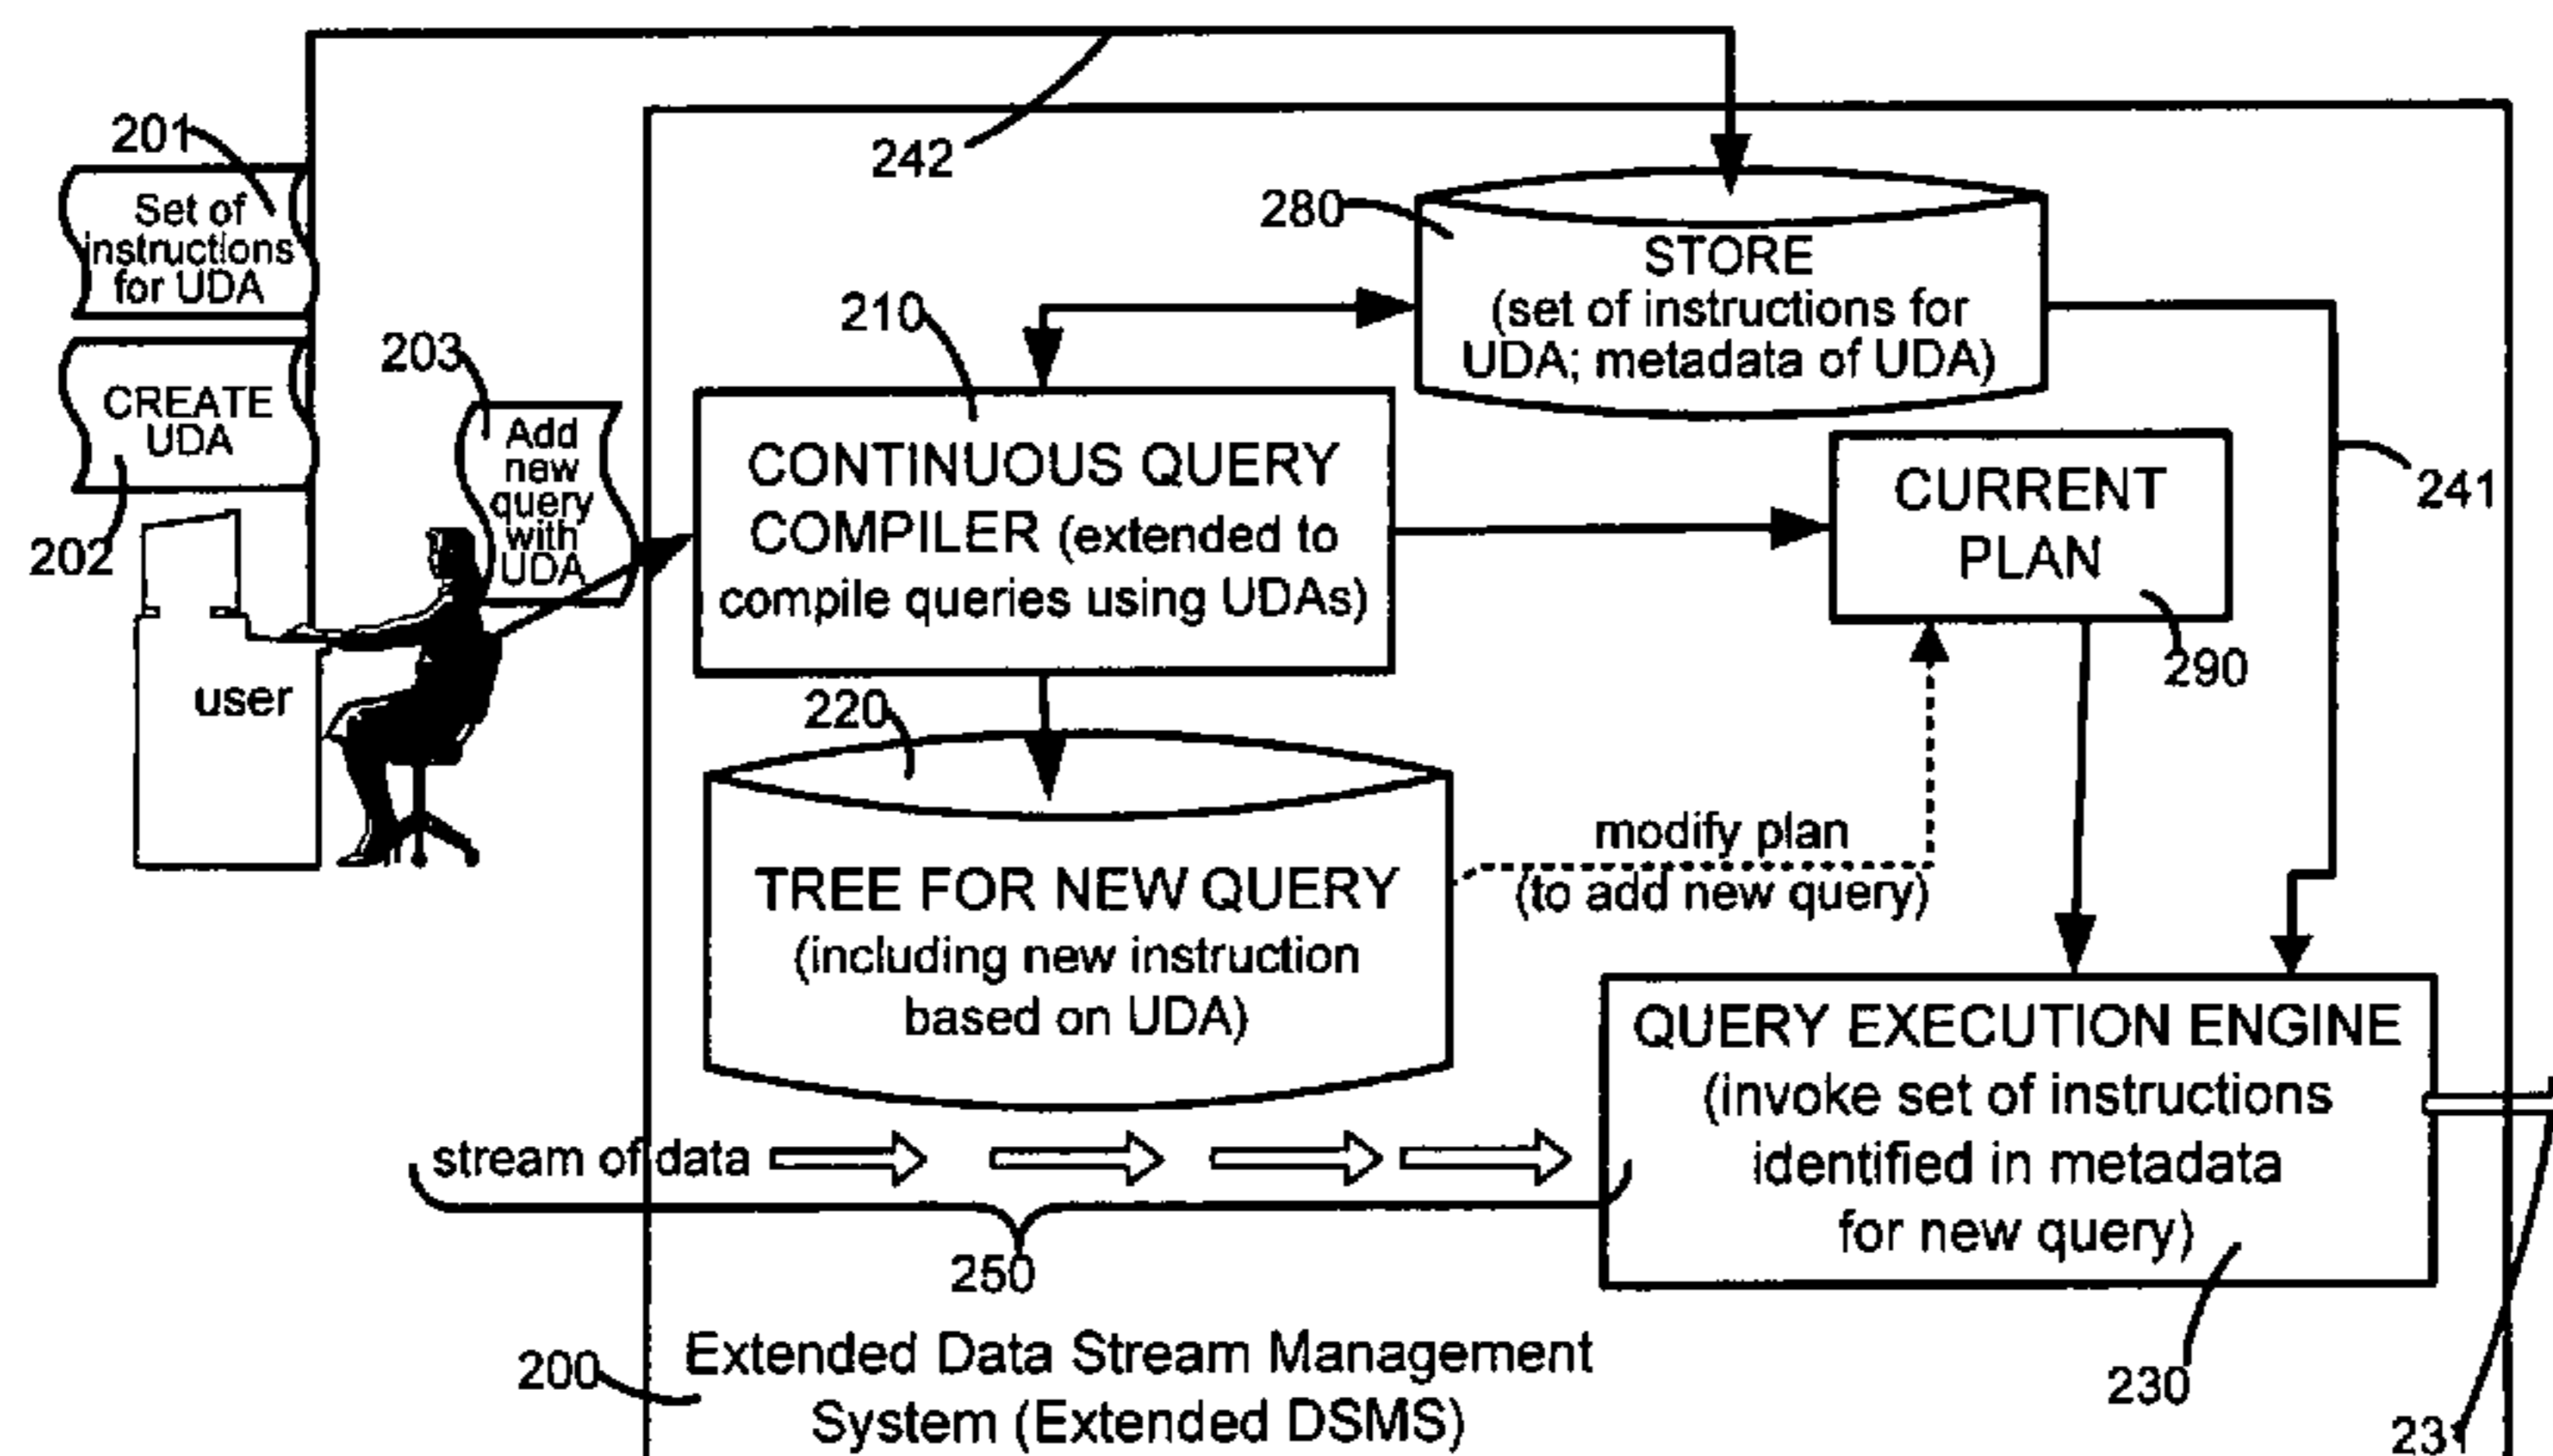 242
201
Set of
instructions
for UDA
280
STORE
(set of instructions for
UDA; metadata of UDA)
210
203
CREATE
UDA
Add
new
query
with
UDA
202
CONTINUOUS QUERY
COMPILER (extended to
compile queries using UDAs)
CURRENT
PLAN
241
290
user
220
TREE FOR NEW QUERY
(including new instruction
based on UDA)
modify plan
(to add new query)
QUERY EXECUTION ENGINE
(invoke set of instructions
identified in metadata
for new query)
stream of data
250
230
231
200
Extended Data Stream Management
System (Extended DSMS)